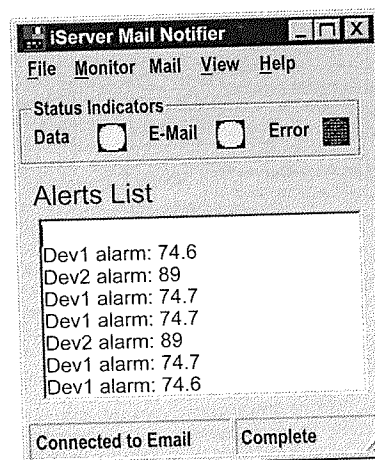 iServer Mail Notifier
File Monitor Mail View Help
Status Indicators
Data E-Mail Error
Alerts List
Dev1 alarm: 74.6
Dev2 alarm: 89
Dev1 alarm: 74.7
Dev1 alarm: 74.7
Dev2 alarm: 89
Dev1 alarm: 74.7
Dev1 alarm: 74.6
Connected to Email Complete